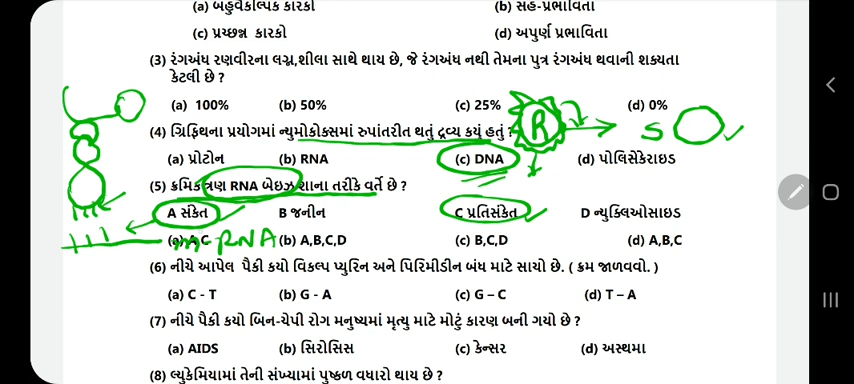 (a) બહુવૈકલ્પિક કારકો (b) સહ-પ્રભાવિતા
(c) પ્રચ્છન્ન કારકો (d) અપુર્ણ પ્રભાવિતા
(3) રંગઅંધ રણવીરના લગ્ન,શીલા સાથે થાય છે, જે રંગઅંધ નથી તેમના પુત્ર રંગઅંધ થવાની શક્યતા
કેટલી છે ?
(a) 100% (b) 50% (c) 25% (d) 0%
R S
(4) ગ્રિફિથના પ્રયોગમાં ન્યુમોકોક્સમાં રુપાંતરીત થતું દ્રવ્ય કયું હતું ?
(a) પ્રોટોન (b) RNA (c) DNA (d) પોલિસેકેરાઇડ
(5) ક્રમિક ત્રણ RNA બેઇઝ શાના તરીકે વર્તે છે ?
A સંકેત B જનીન C પ્રતિસંકેત D ન્યુક્લિઓસાઇડ
(a) A,C (b) A,B,C,D (c) B,C,D (d) A,B,C
m-RNA
(6) નીચે આપેલ પૈકી કયો વિકલ્પ પ્યુરિન અને પિરિમીડીન બંધ માટે સાચો છે. ( ક્રમ જાળવવો. )
(a) C - T (b) G - A (c) G – C (d) T – A
(7) નીચે પૈકી કયો બિન-ચેપી રોગ મનુષ્યમાં મૃત્યુ માટે મોટું કારણ બની ગયો છે ?
(a) AIDS (b) સિરોસિસ (c) કેન્સર (d) અસ્થમા
(8) લ્યુકેમિયામાં તેની સંખ્યામાં પુષ્કળ વધારો થાય છે ?